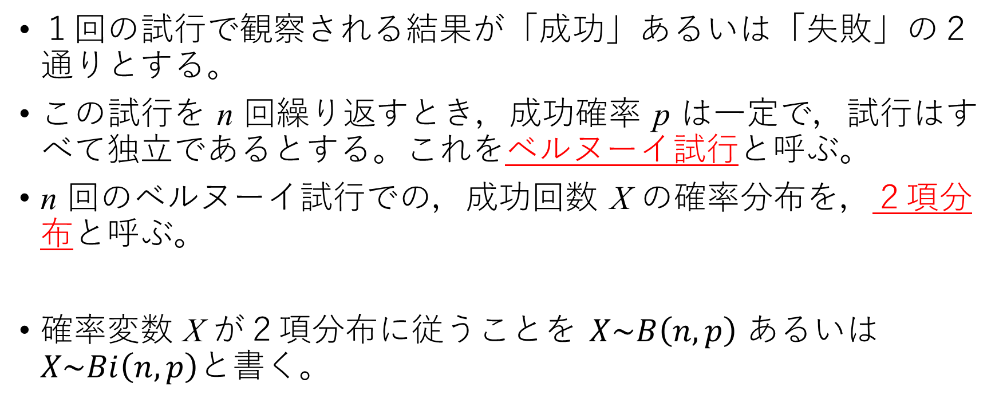 • １回の試行で観察される結果が「成功」あるいは「失敗」の２
通りとする。
• この試行を n 回繰り返すとき，成功確率 p は一定で，試行はす
べて独立であるとする。これをベルヌーイ試行と呼ぶ。
• n 回のベルヌーイ試行での，成功回数 X の確率分布を，２項分
布と呼ぶ。
• 確率変数 X が２項分布に従うことを X~B(n,p) あるいは
X~Bi(n,p)と書く。